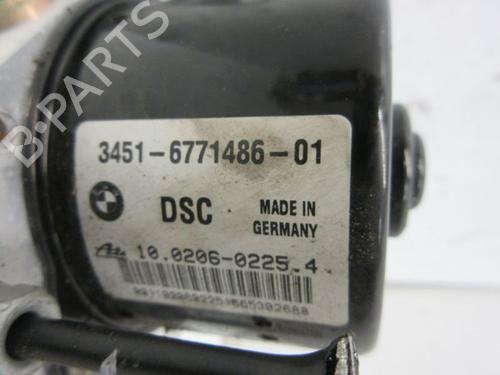 B-PARTS
3451-6771486-01
DSC
MADE IN
GERMANY
10.0206-0225.4